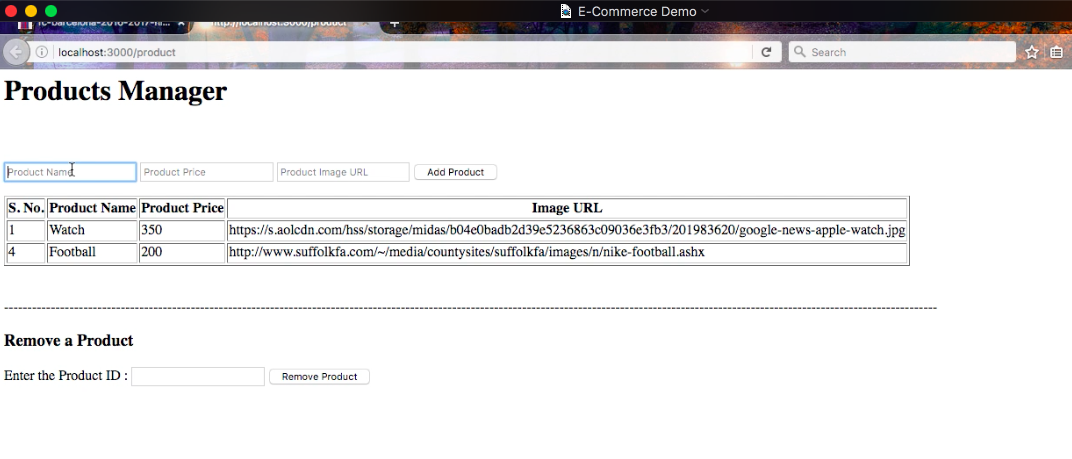 E-Commerce Demo
fc-barcelona-2016-2017-fa...
http://localhost:3000/product
localhost:3000/product
Search
Products Manager
Product Name Product Price Product Image URL Add Product
S. No. Product Name Product Price Image URL
1 Watch 350 https://s.aolcdn.com/hss/storage/midas/b04e0badb2d39e5236863c09036e3fb3/201983620/google-news-apple-watch.jpg
4 Football 200 http://www.suffolkfa.com/~/media/countysites/suffolkfa/images/n/nike-football.ashx
Remove a Product
Enter the Product ID : Remove Product